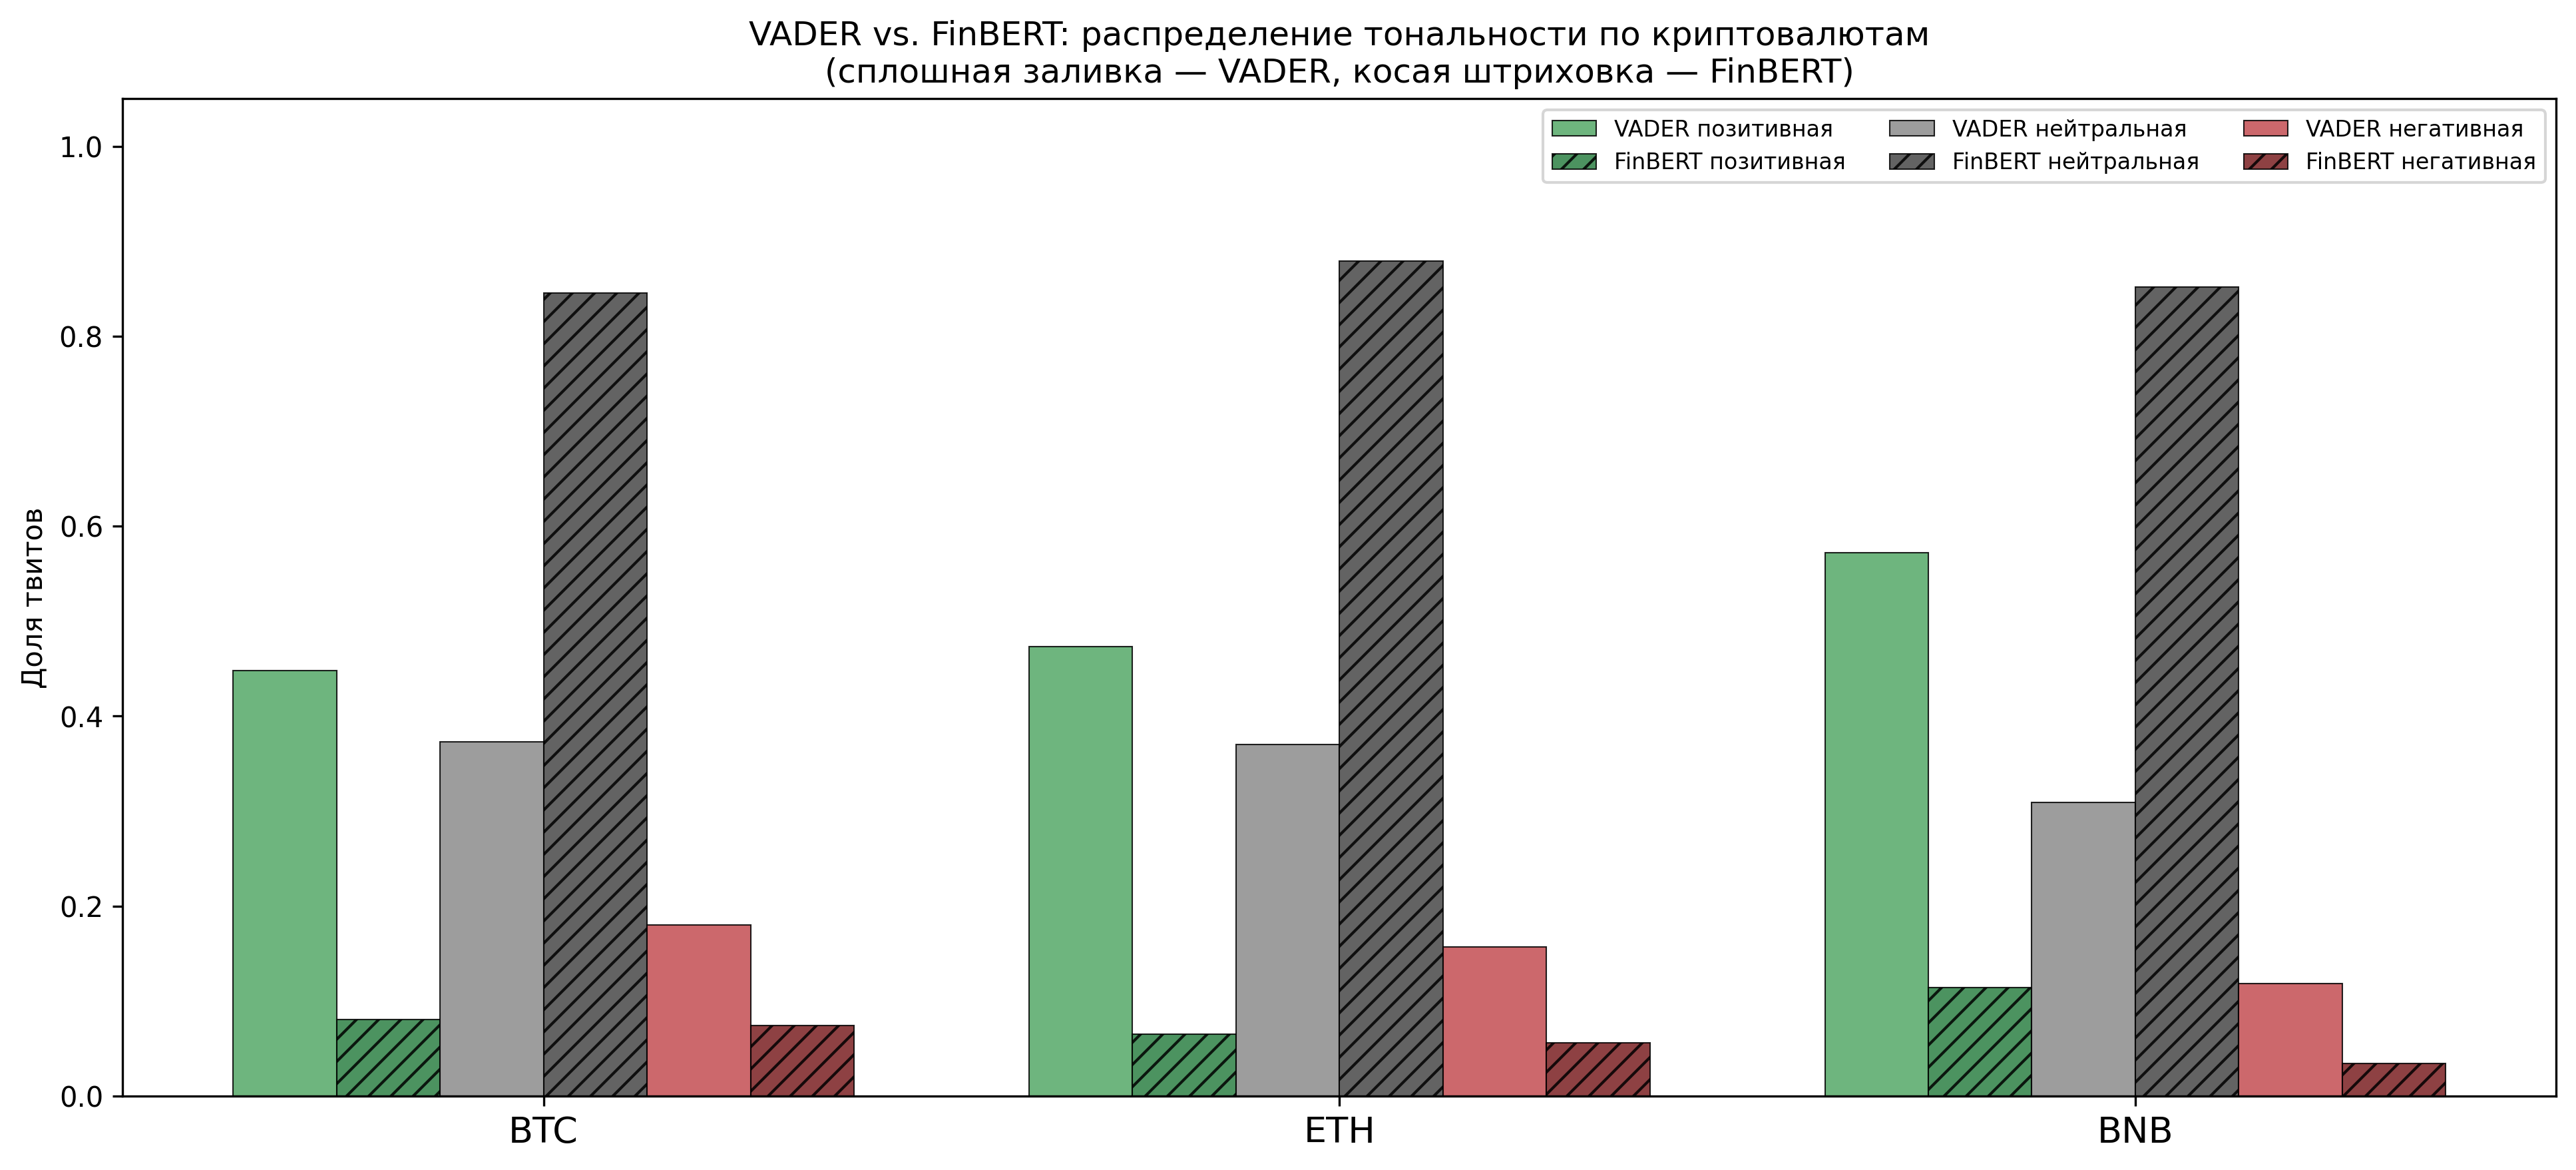 VADER vs. FinBERT: распределение тональности по криптовалютам
(сплошная заливка — VADER, косая штриховка — FinBERT)
VADER позитивная
FinBERT позитивная
VADER нейтральная
FinBERT нейтральная
VADER негативная
FinBERT негативная
Доля твитов
1.0
0.8
0.6
0.4
0.2
0.0
BTC
ETH
BNB